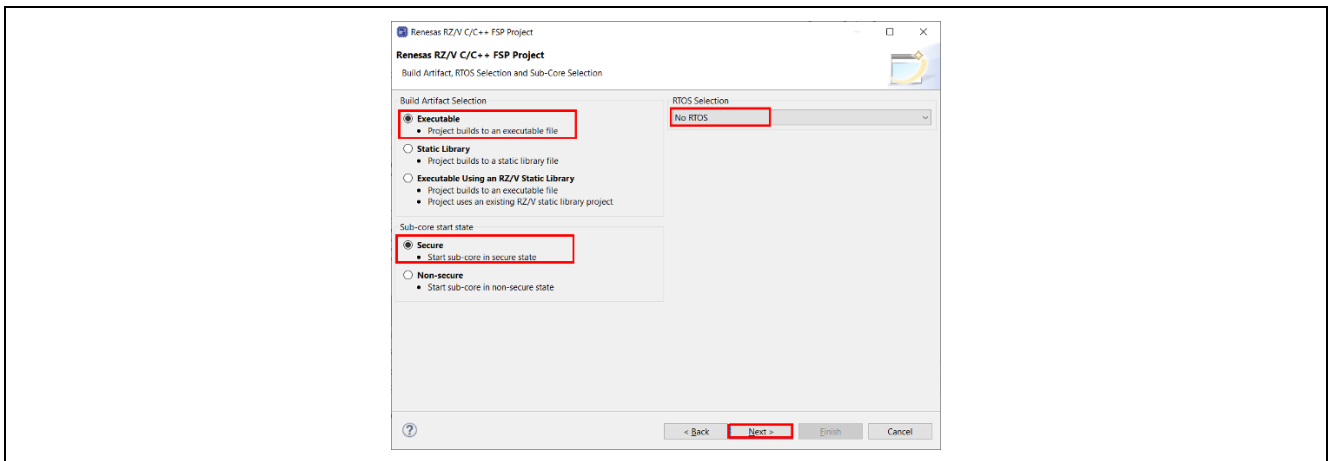 Renesas RZ/V C/C++ FSP Project
Renesas RZ/V C/C++ FSP Project
Build Artifact, RTOS Selection and Sub-Core Selection
Build Artifact Selection
Executable
• Project builds to an executable file
Static Library
• Project builds to a static library file
Executable Using an RZ/V Static Library
• Project builds to an executable file
• Project uses an existing RZ/V static library project
Sub-core start state
Secure
• Start sub-core in secure state
Non-secure
• Start sub-core in non-secure state
RTOS Selection
No RTOS
?
< Back
Next >
Finish
Cancel